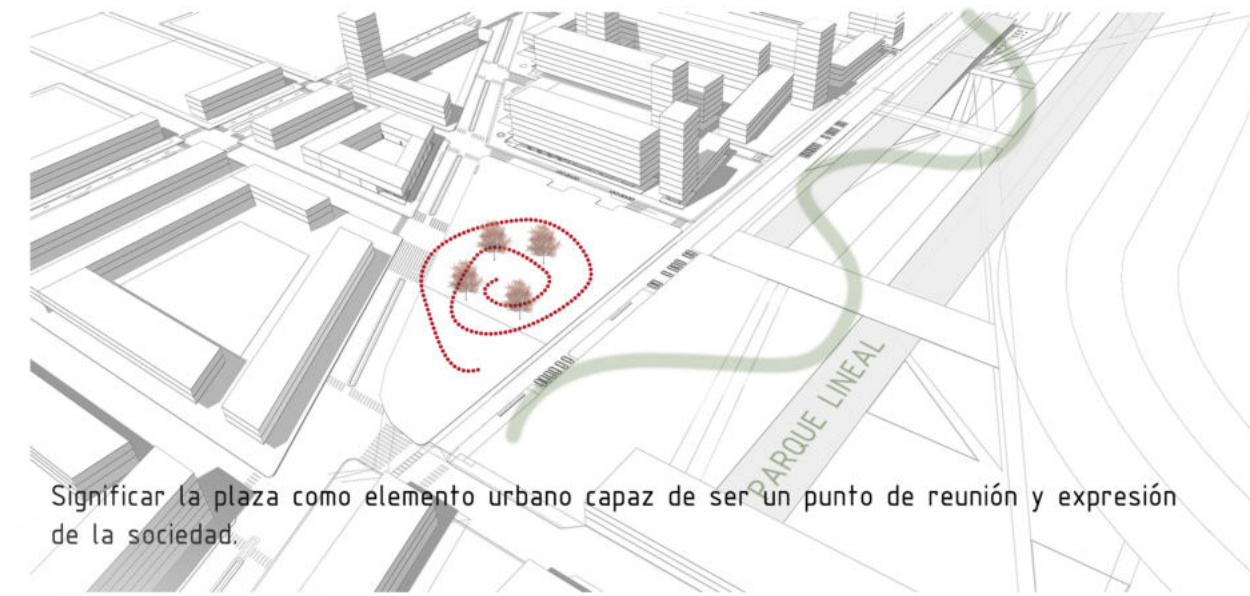 PARQUE LINEAL
Significar la plaza como elemento urbano capaz de ser un punto de reunión y expresión
de la sociedad.